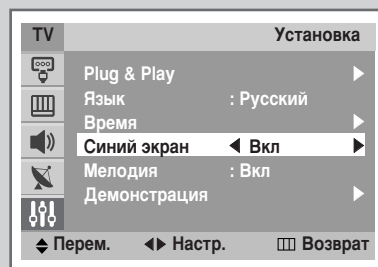 TV Установка
Plug & Play
Язык : Русский
Время
Синий экран Вкл
Мелодия : Вкл
Демонстрация
Перем. Настр. Возврат